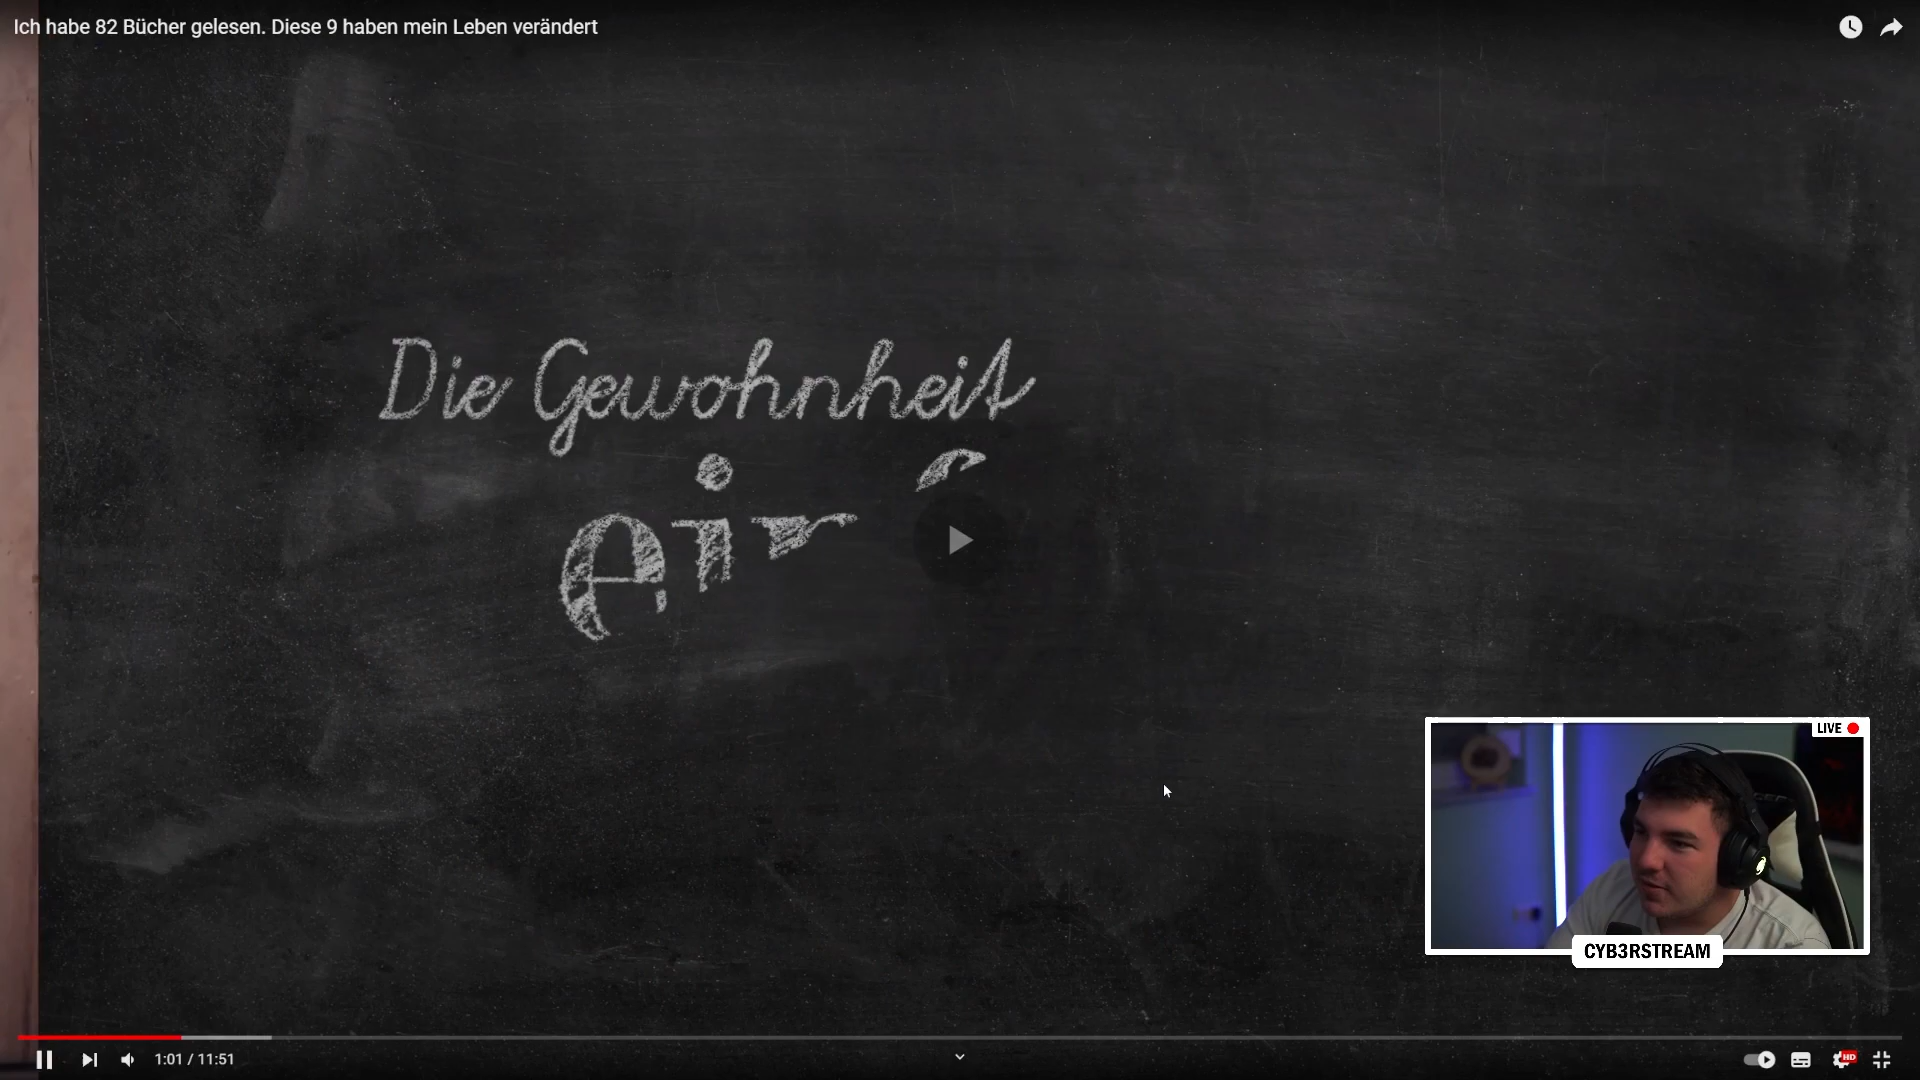 Ich habe 82 Bücher gelesen. Diese 9 haben mein Leben verändert
Die Gewohnheit
LIVE
CYB3RSTREAM
1:01 / 11:51
HD